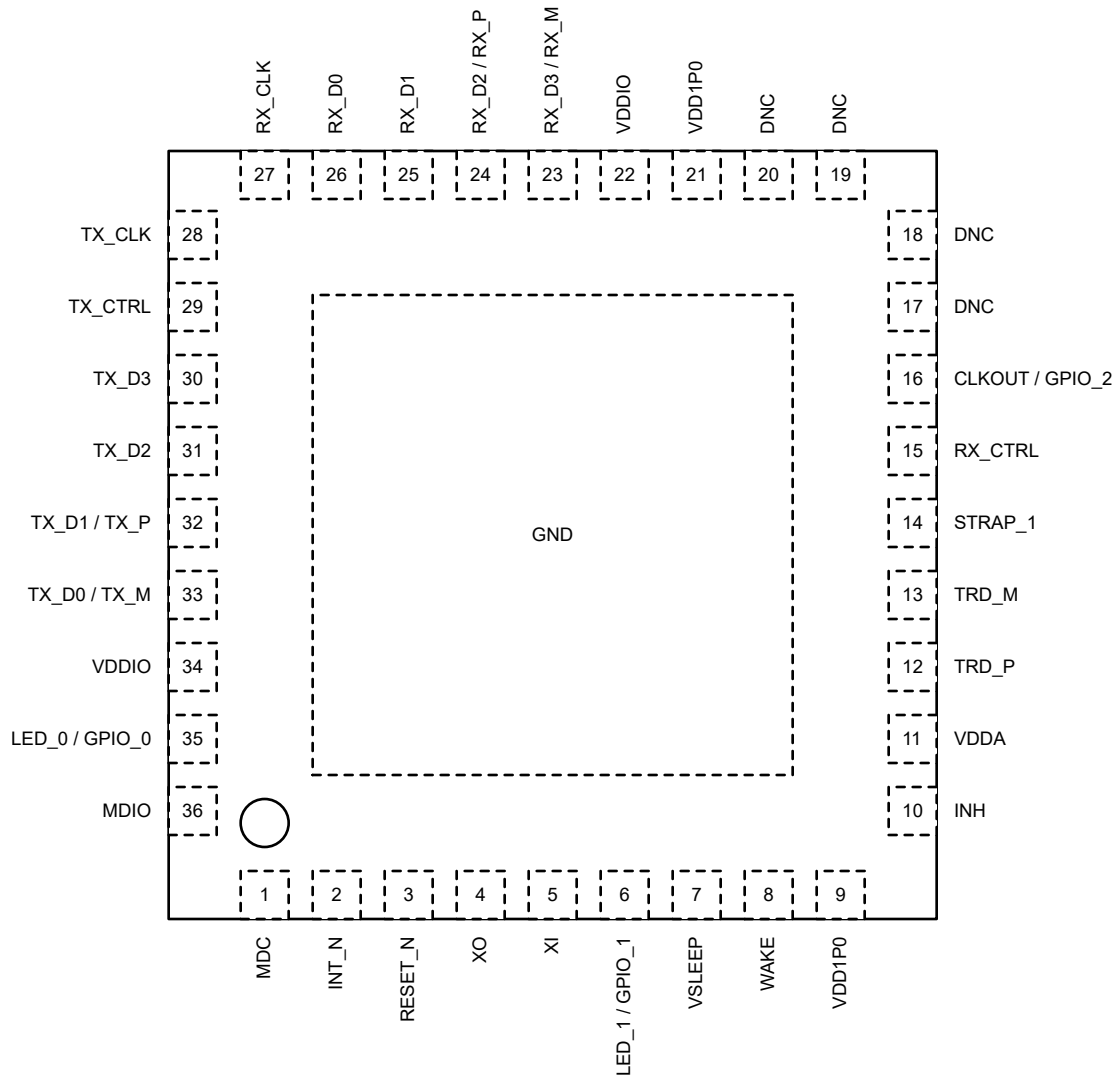 RX_CLK
RX_D0
RX_D1
RX_D2 / RX_P
RX_D3 / RX_M
VDDIO
VDD1P0
DNC
DNC
27
26
25
24
23
22
21
20
19
TX_CLK
28
18
DNC
TX_CTRL
29
17
DNC
TX_D3
30
16
CLKOUT / GPIO_2
TX_D2
31
15
RX_CTRL
TX_D1 / TX_P
32
14
STRAP_1
GND
TX_D0 / TX_M
33
13
TRD_M
VDDIO
34
12
TRD_P
LED_0 / GPIO_0
35
11
VDDA
MDIO
36
10
INH
1
2
3
4
5
6
7
8
9
MDC
INT_N
RESET_N
XO
XI
LED_1 / GPIO_1
VSLEEP
WAKE
VDD1P0